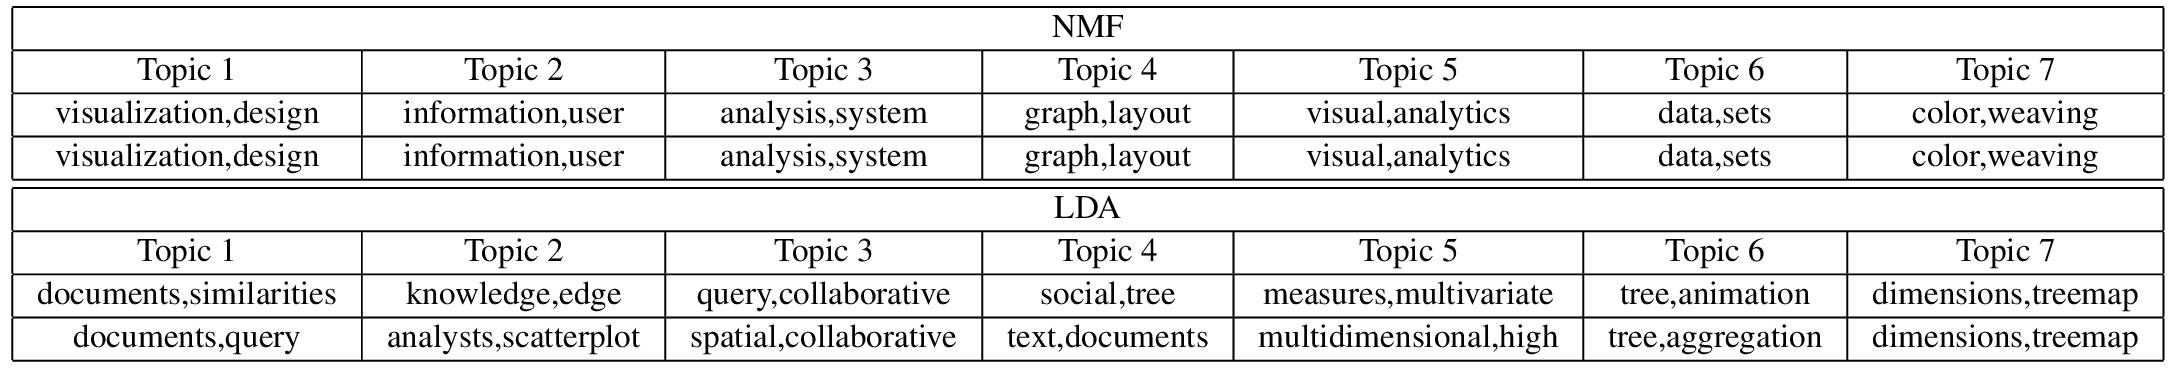 NMF
Topic 1 Topic 2 Topic 3 Topic 4 Topic 5 Topic 6 Topic 7
visualization,design information,user analysis,system graph,layout visual,analytics data,sets color,weaving
visualization,design information,user analysis,system graph,layout visual,analytics data,sets color,weaving
LDA
Topic 1 Topic 2 Topic 3 Topic 4 Topic 5 Topic 6 Topic 7
documents,similarities knowledge,edge query,collaborative social,tree measures,multivariate tree,animation dimensions,treemap
documents,query analysts,scatterplot spatial,collaborative text,documents multidimensional,high tree,aggregation dimensions,treemap